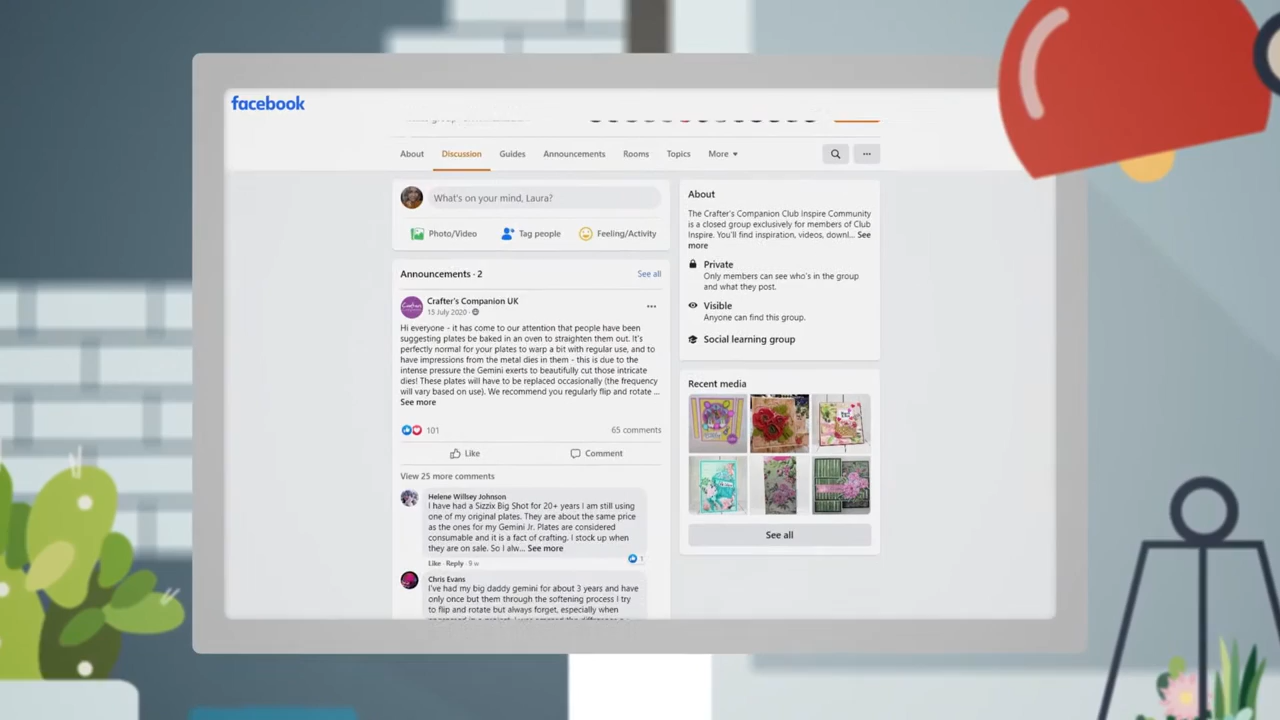 facebook
About Discussion Guides Announcements Rooms Topics More
What's on your mind, Laura?
Photo/Video Tag people Feeling/Activity
Announcements · 2 See all
Crafter's Companion UK
15 July 2020
Hi everyone - it has come to our attention that people have been
suggesting plates be baked in an oven to straighten them out. It's
perfectly normal for your plates to warp a bit with regular use, and to
have impressions from the metal dies in them - this is due to the
intense pressure the Gemini exerts to beautifully cut those intricate
dies! These plates will have to be replaced occasionally (the frequency
will vary based on use). We recommend you regularly flip and rotate ...
See more
101 65 comments
Like Comment
View 25 more comments
Helene Willsey Johnson
I have had a Sizzix Big Shot for 20+ years I am still using
one of my original plates. They are about the same price
as the ones for my Gemini Jr. Plates are considered
consumable and it is a fact of crafting. I stock up when
they are on sale. So I alw... See more
1
Like · Reply · 9 w
Chris Evans
I've had my big daddy gemini for about 3 years and have
only once but them through the softening process I try
to flip and rotate but always forget, especially when
About
The Crafter's Companion Club Inspire Community
is a closed group exclusively for members of Club
Inspire. You'll find inspiration, videos, downl... See
more
Private
Only members can see who's in the group
and what they post.
Visible
Anyone can find this group.
Social learning group
Recent media
See all